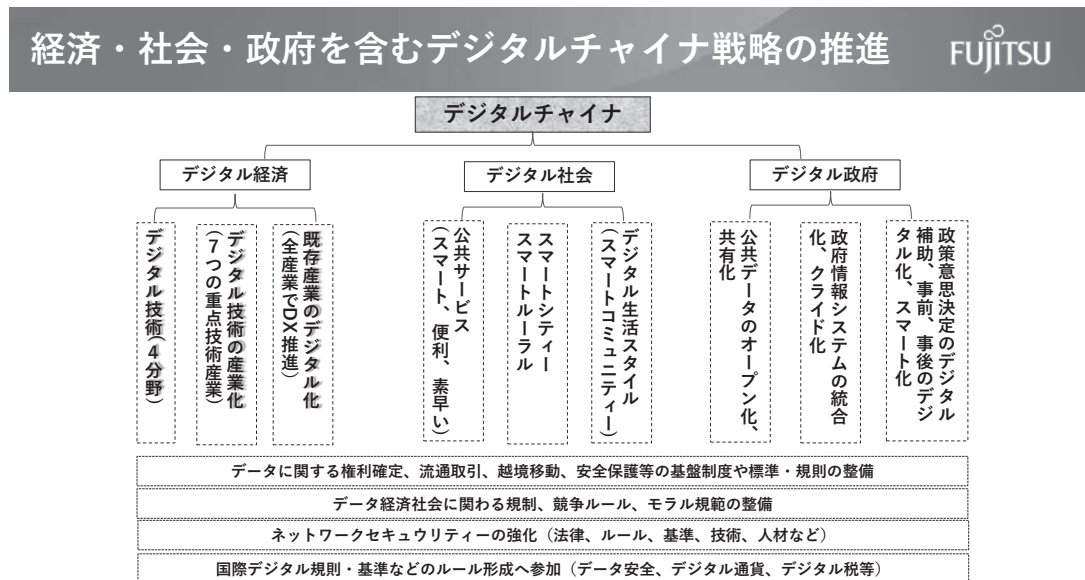 経済・社会・政府を含むデジタルチャイナ戦略の推進
FUJITSU
デジタルチャイナ
デジタル経済
デジタル社会
デジタル政府
デジタル技術(4分野)
デジタル技術の産業化
(7つの重点技術産業)
既存産業のデジタル化
(全産業でDX推進)
公共サービス
(スマート、便利、素早い)
スマートシティー
スマートルーラル
デジタル生活スタイル
(スマートコミュニティー)
公共データのオープン化、
共有化
政府情報システムの統合
化、クライド化
政策意思決定のデジタル
補助、事前、事後のデジ
タル化、スマート化
データに関する権利確定、流通取引、越境移動、安全保護等の基盤制度や標準・規則の整備
データ経済社会に関わる規制、競争ルール、モラル規範の整備
ネットワークセキュウリティーの強化（法律、ルール、基準、技術、人材など）
国際デジタル規則・基準などのルール形成へ参加（データ安全、デジタル通貨、デジタル税等）